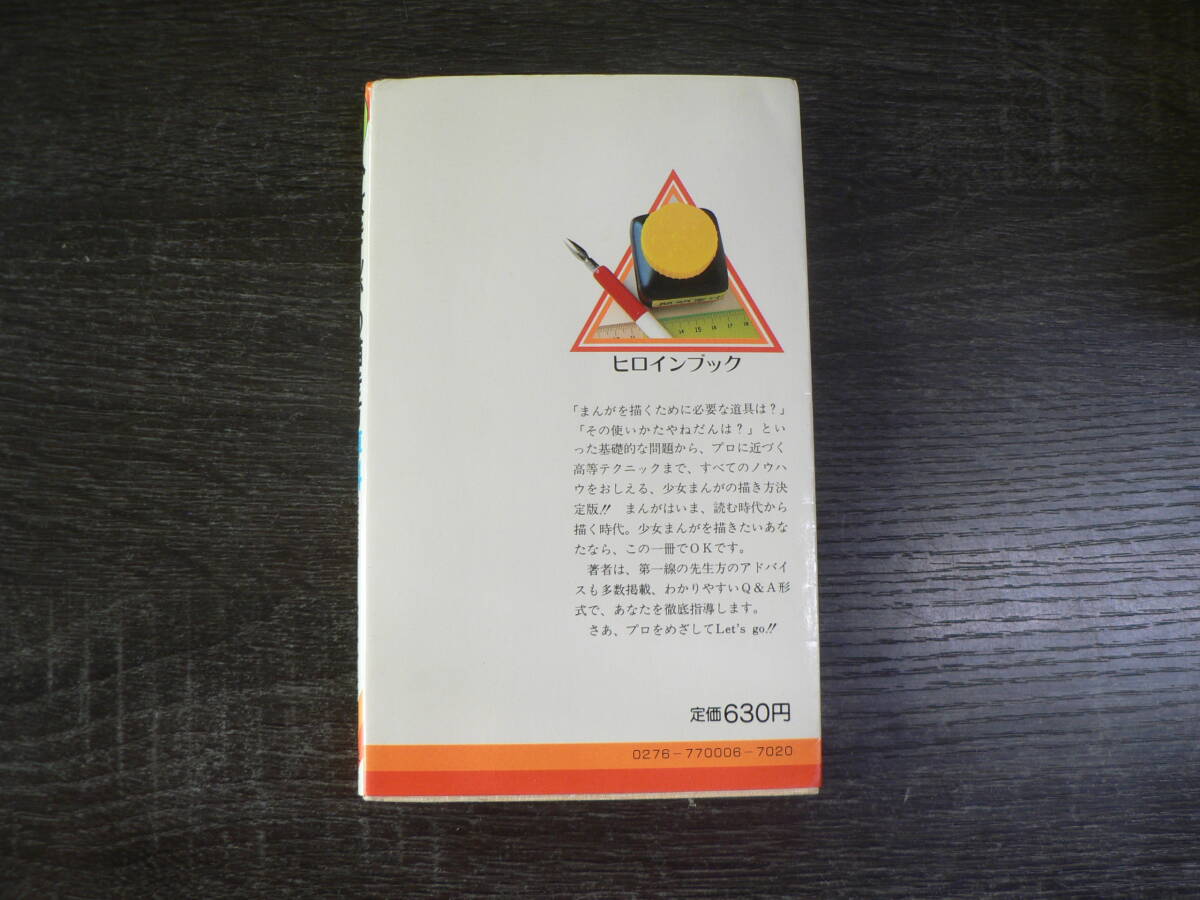 14 15 16 17 18
ヒロインブック
「まんがを描くために必要な道具は？」
「その使いかたやねだんは？」とい
った基礎的な問題から、プロに近づく
高等テクニックまで、すべてのノウハ
ウをおしえる、少女まんがの描き方決
定版!!　まんがはいま、読む時代から
描く時代。少女まんがを描きたいあな
たなら、この一冊でOKです。
　著者は、第一線の先生方のアドバイ
スも多数掲載、わかりやすいQ&A形
式で、あなたを徹底指導します。
　さあ、プロをめざしてLet's go!!
定価630円
0276-770006-7020